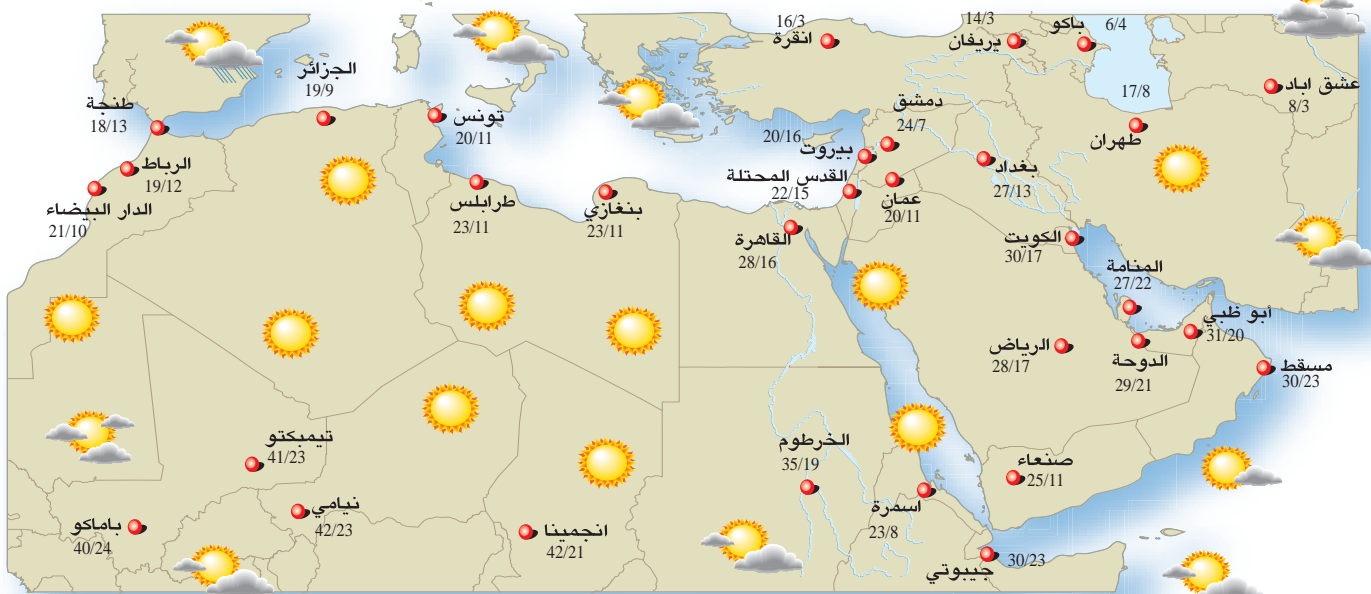 16/3
انقرة
14/3
يريفان
باكو
6/4
17/8
طهران
عشق اباد
8/3
الجزائر
19/9
طنجة
18/13
تونس
20/11
الرباط
19/12
الدار البيضاء
21/10
طرابلس
23/11
بنغازي
23/11
20/16
دمشق
24/7
بيروت
القدس المحتلة
22/15
عمان
20/11
بغداد
27/13
القاهرة
28/16
الكويت
30/17
المنامة
27/22
أبو ظبي
31/20
الرياض
28/17
الدوحة
29/21
مسقط
30/23
تيمبكتو
41/23
نيامي
42/23
باماكو
40/24
انجمينا
42/21
الخرطوم
35/19
اسمرة
23/8
صنعاء
25/11
30/23
جيبوتي